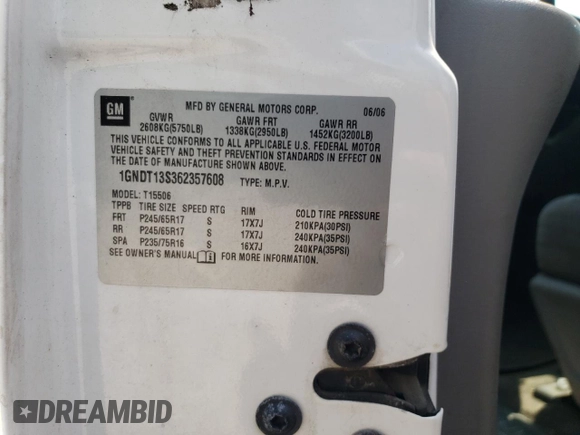 GM
MFD BY GENERAL MOTORS CORP. 06/06
GVWR GAWR FRT GAWR RR
2608KG(5750LB) 1338KG(2950LB) 1452KG(3200LB)
THIS VEHICLE CONFORMS TO ALL APPLICABLE U.S. FEDERAL MOTOR
VEHICLE SAFETY AND THEFT PREVENTION STANDARDS IN EFFECT ON
THE DATE OF MANUFACTURE SHOWN ABOVE.
1GNDT13S362357608 TYPE: M.P.V.
MODEL: T15506
TPPB TIRE SIZE SPEED RTG RIM COLD TIRE PRESSURE
FRT P245/65R17 S 17X7J 210KPA(30PSI)
RR P245/65R17 S 17X7J 240KPA(35PSI)
SPA P235/75R16 S 16X7J 240KPA(35PSI)
SEE OWNER'S MANUAL FOR MORE INFORMATION.
DREAMBID